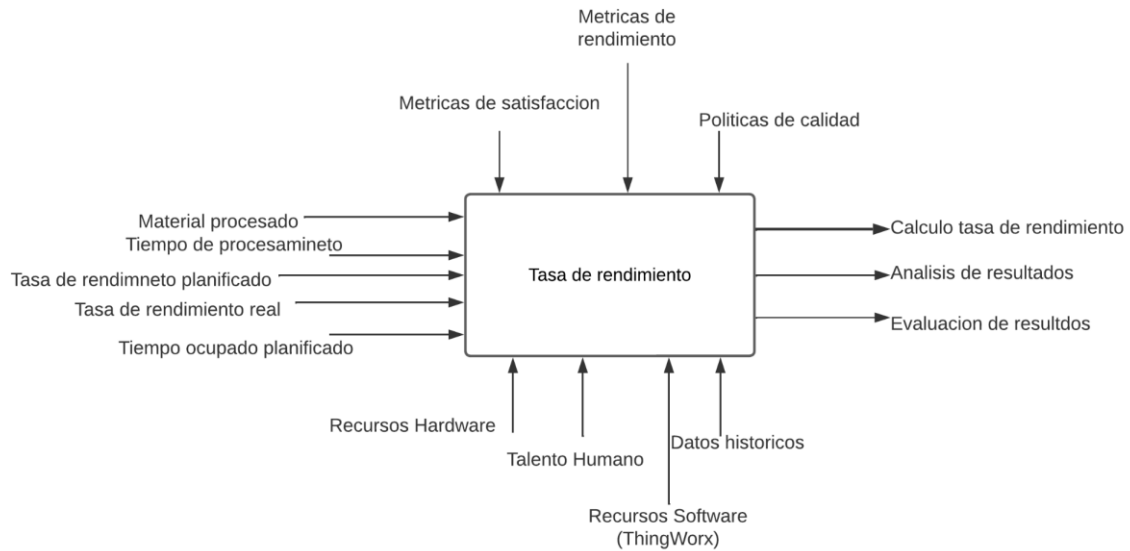 Metricas de
rendimiento
Metricas de satisfaccion
Politicas de calidad
Material procesado
Tiempo de procesamineto
Tasa de rendimneto planificado
Tasa de rendimiento real
Tiempo ocupado planificado
Tasa de rendimiento
Calculo tasa de rendimiento
Analisis de resultados
Evaluacion de resultdos
Recursos Hardware
Talento Humano
Datos historicos
Recursos Software
(ThingWorx)